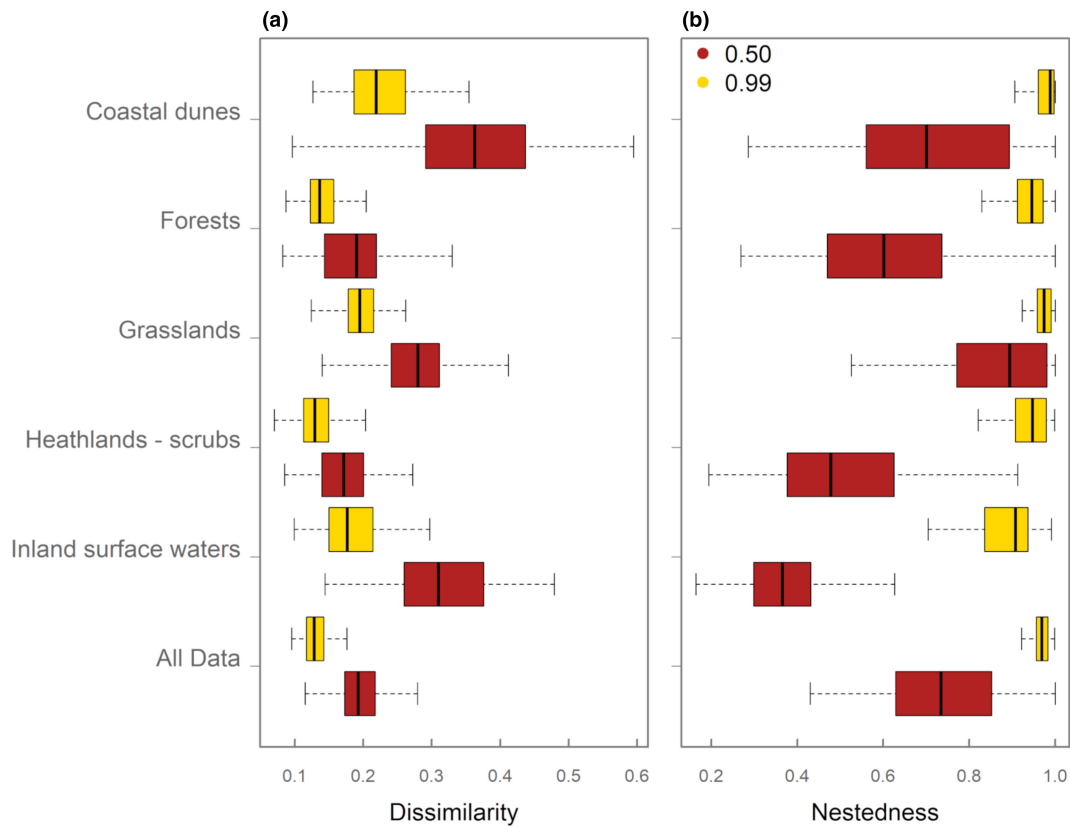 (a)
(b)
0.50
0.99
Coastal dunes
Forests
Grasslands
Heathlands - scrubs
Inland surface waters
All Data
0.1 0.2 0.3 0.4 0.5 0.6
0.2 0.4 0.6 0.8 1.0
Dissimilarity
Nestedness